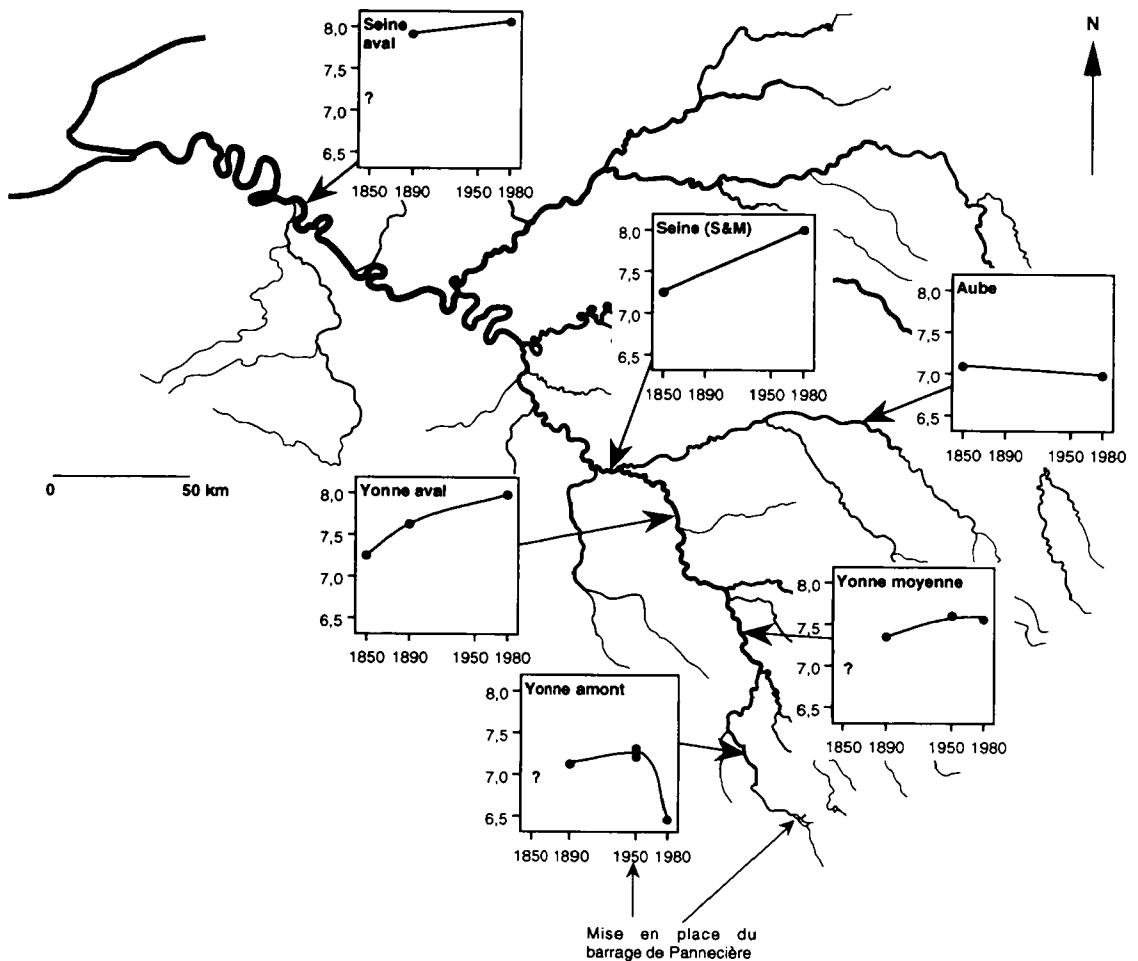 Seine
aval
8,0
7,5
7,0
6,5
?
1850 1890 1950 1980
N
Seine (S&M)
8,0
7,5
7,0
6,5
1850
1890
1950
1980
Aube
8,0
7,5
7,0
6,5
1850
1890
1950
1980
0 50 km
Yonne aval
8,0
7,5
7,0
6,5
1850
1890
1950
1980
Yonne moyenne
8,0
7,5
7,0
6,5
?
1850 1890 1950 1980
Yonne amont
8,0
7,5
7,0
6,5
?
1850 1890 1950 1980
Mise en place du
barrage de Pannecière